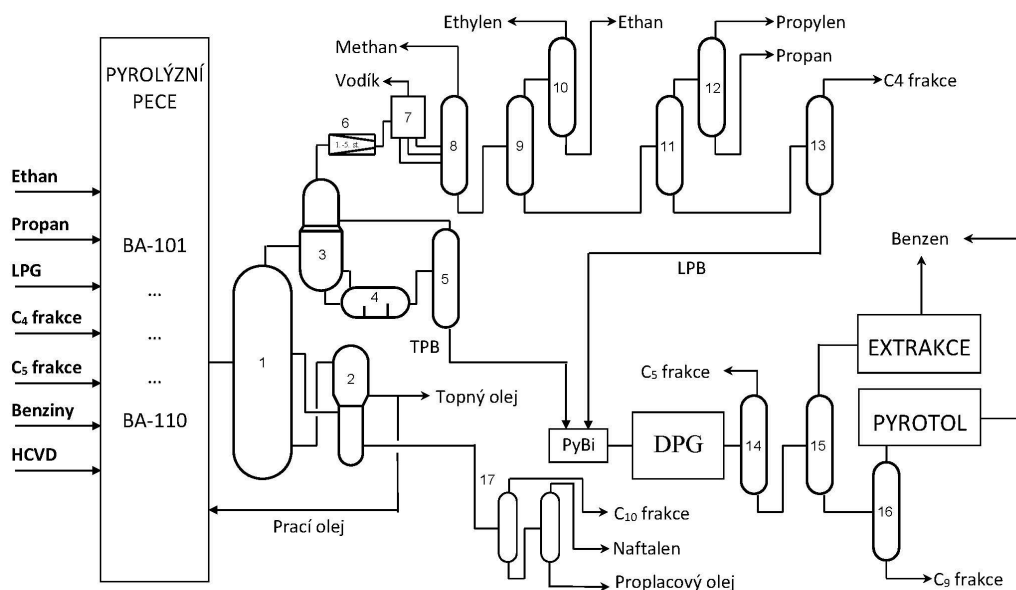 PYROLÝZNÍ
PECE
BA-101
...
...
BA-110
Ethan
Propan
LPG
C₄ frakce
C₅ frakce
Benziny
HCVD
Ethylen
Ethan
Propylen
Methan
Propan
Vodík
C4 frakce
6
1.-5. st.
7
8
9
10
11
12
13
3
4
5
1
2
TPB
LPB
Benzen
EXTRAKCE
PYROTOL
C₅ frakce
Topný olej
PyBi
DPG
14
15
16
17
Prací olej
C₁₀ frakce
Naftalen
Proplacový olej
C₉ frakce